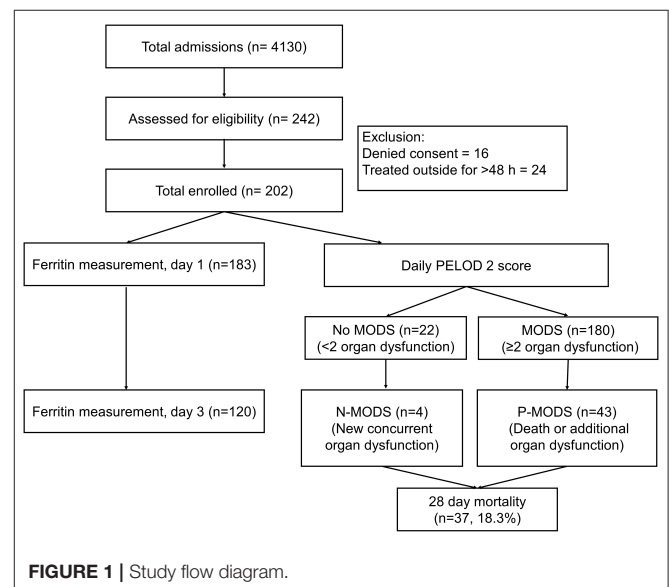 Total admissions (n= 4130)
Assessed for eligibility (n= 242)
Exclusion:
Denied consent = 16
Treated outside for >48 h = 24
Total enrolled (n= 202)
Ferritin measurement, day 1 (n=183)
Daily PELOD 2 score
No MODS (n=22)
(<2 organ dysfunction)
MODS (n=180)
(≥2 organ dysfunction)
Ferritin measurement, day 3 (n=120)
N-MODS (n=4)
(New concurrent
organ dysfunction)
P-MODS (n=43)
(Death or additional
organ dysfunction)
28 day mortality
(n=37, 18.3%)
FIGURE 1 | Study flow diagram.